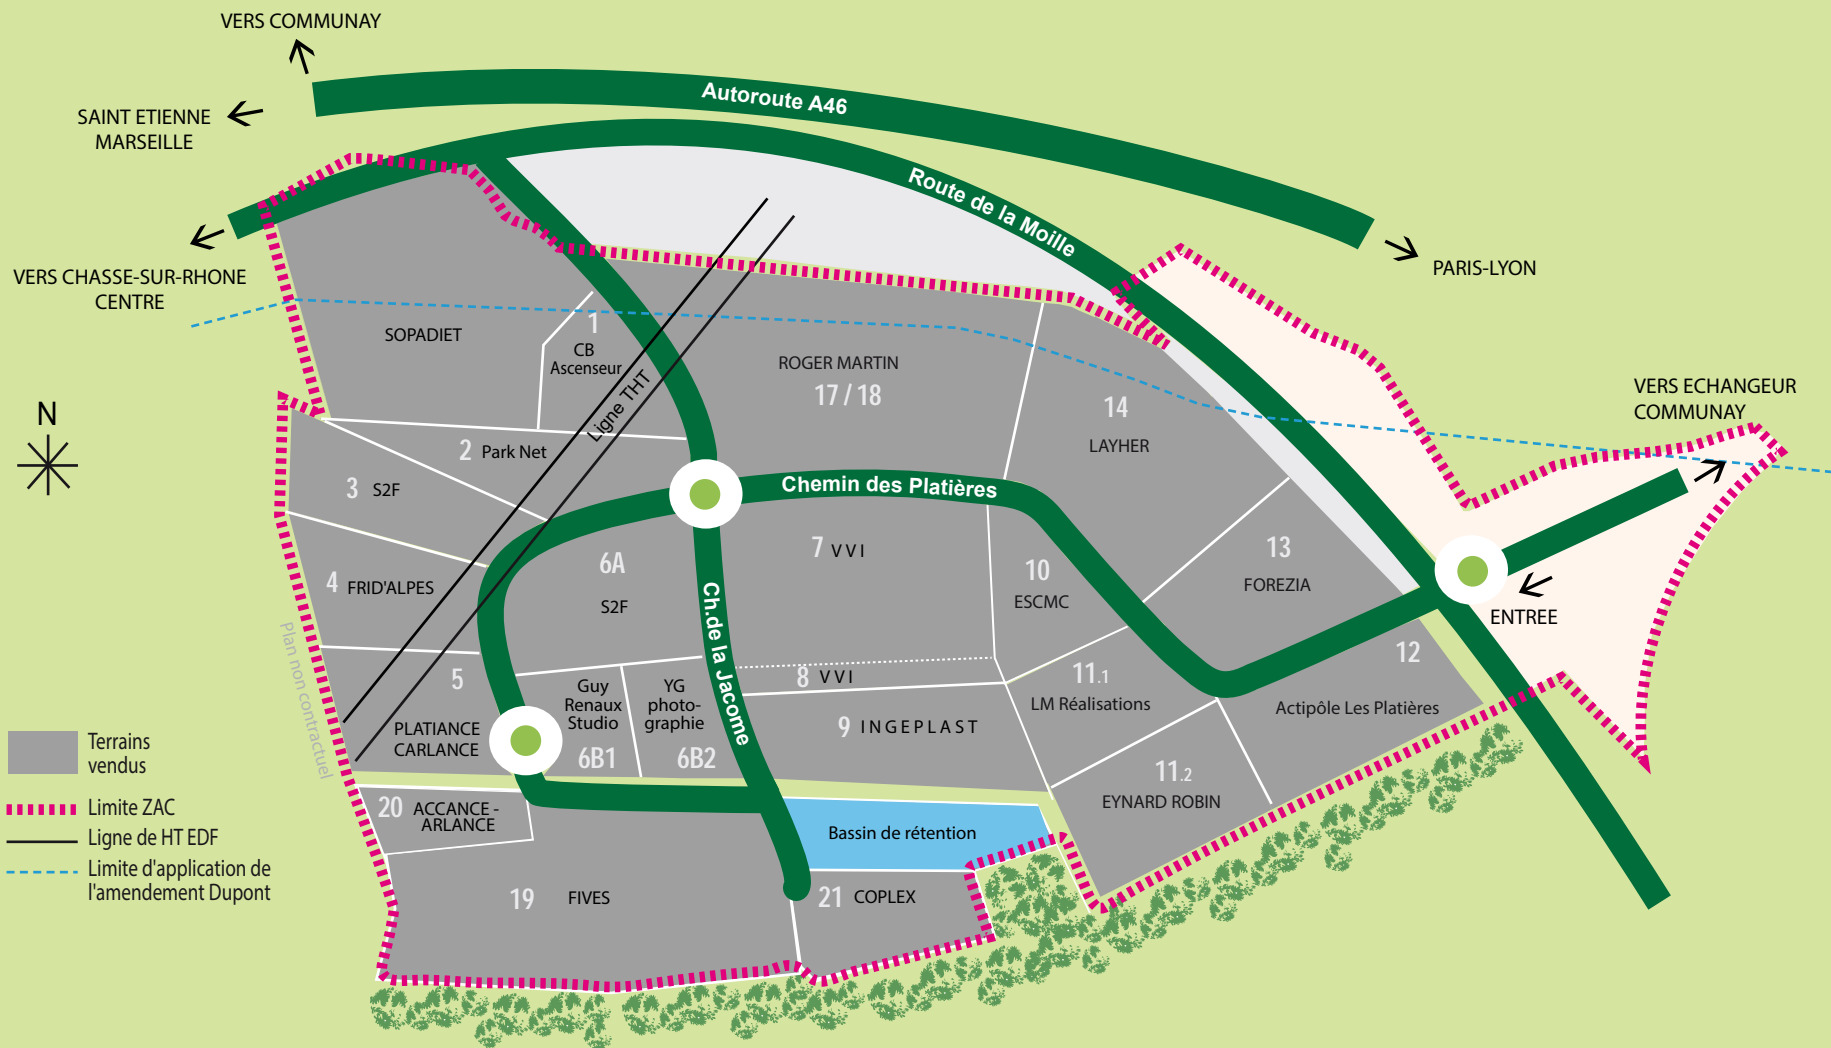 VERS COMMUNAY
SAINT ETIENNE
MARSEILLE
Autoroute A46
Route de la Moille
VERS CHASSE-SUR-RHONE
CENTRE
PARIS-LYON
VERS ECHANGEUR
COMMUNAY
ENTREE
N
SOPADIET
1
CB
Ascenseur
Ligne THT
ROGER MARTIN
17 / 18
14
LAYHER
2 Park Net
3 S2F
Chemin des Platières
4 FRID'ALPES
6A
S2F
7 VVI
10
ESCMC
13
FOREZIA
Ch.de la Jacome
5
PLATIANCE
CARLANCE
Guy
Renaux
Studio
6B1
YG
photo-
graphie
6B2
8 VVI
9 INGEPLAST
11.1
LM Réalisations
12
Actipôle Les Platières
11.2
EYNARD ROBIN
20 ACCANCE -
ARLANCE
Bassin de rétention
19 FIVES
21 COPLEX
Plan non contractuel
Terrains
vendus
Limite ZAC
Ligne de HT EDF
Limite d'application de
l'amendement Dupont